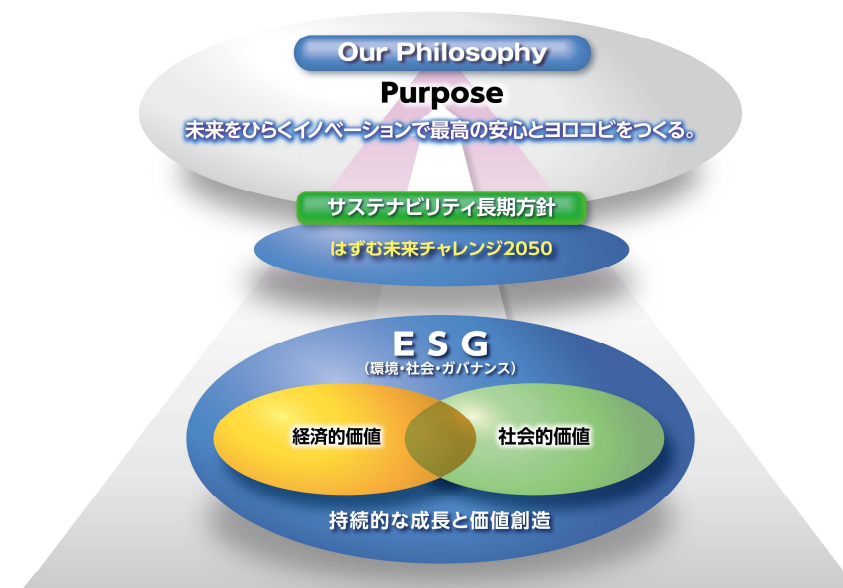 Our Philosophy
Purpose
未来をひらくイノベーションで最高の安心とヨロコビをつくる。
サステナビリティ長期方針
はずむ未来チャレンジ2050
E S G
(環境・社会・ガバナンス)
経済的価値
社会的価値
持続的な成長と価値創造